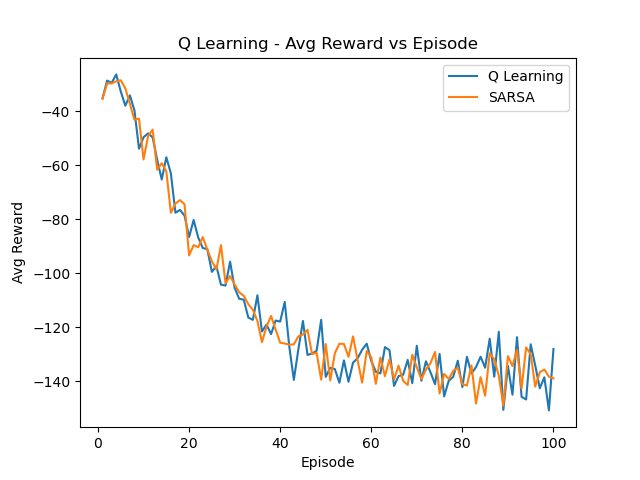 Q Learning - Avg Reward vs Episode
Q Learning
SARSA
Avg Reward
−40
−60
−80
−100
−120
−140
0 20 40 60 80 100
Episode